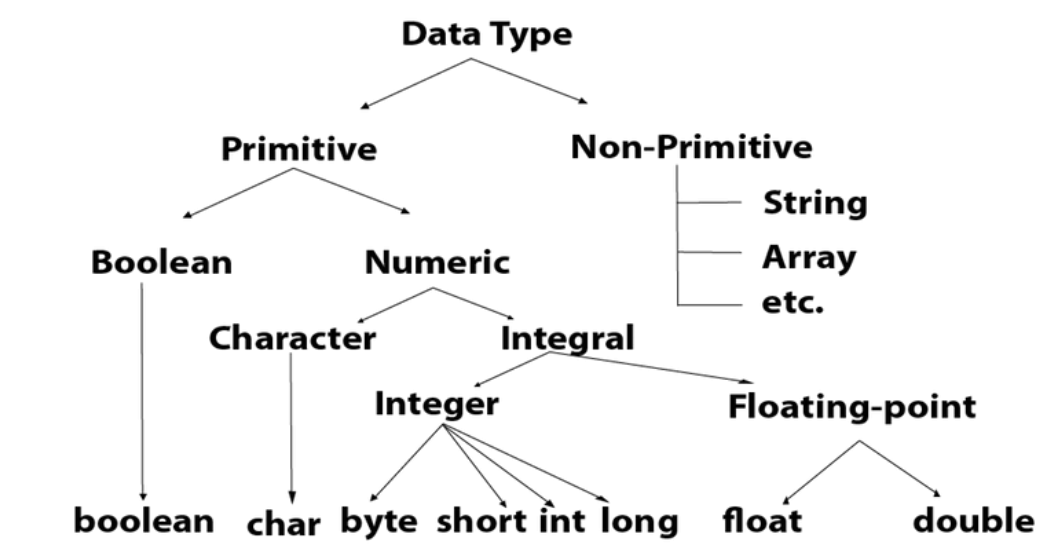 Data Type
Primitive
Non-Primitive
String
Array
etc.
Boolean
Numeric
Character
Integral
Integer
Floating-point
boolean char byte short int long float double